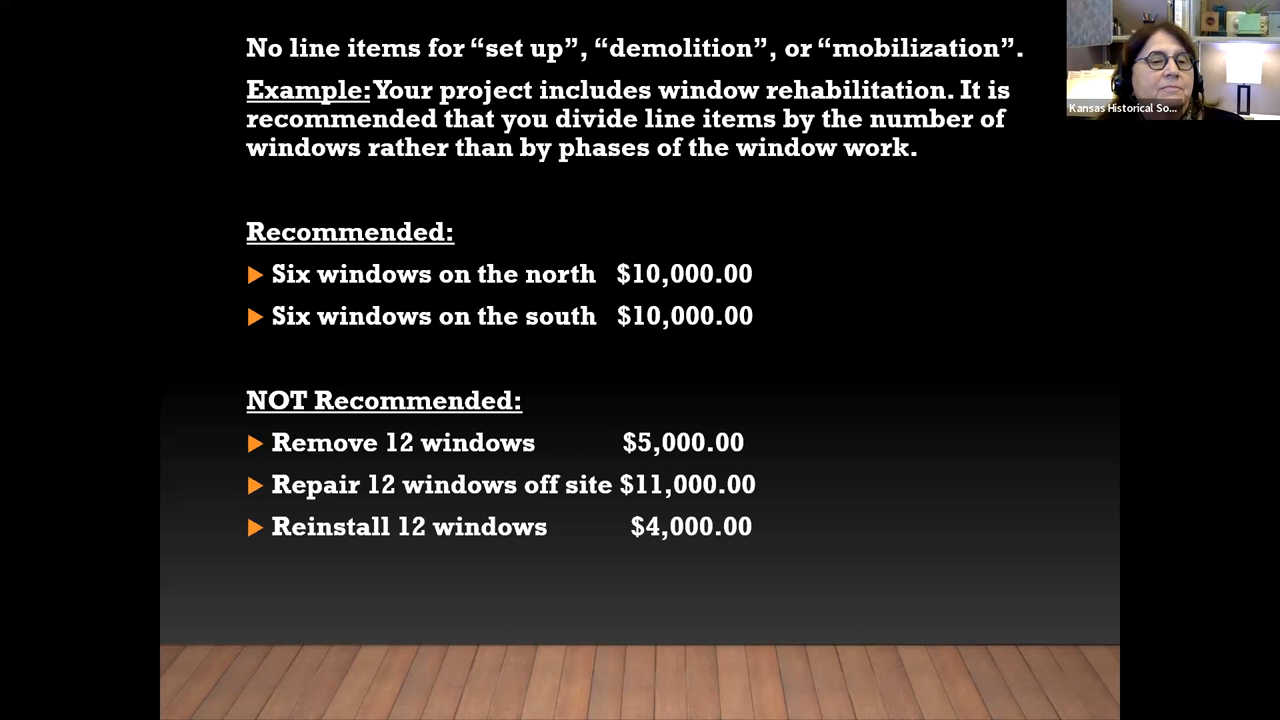 No line items for “set up”, “demolition”, or “mobilization”.
Example: Your project includes window rehabilitation. It is
recommended that you divide line items by the number of
windows rather than by phases of the window work.
Kansas Historical So...
Recommended:
Six windows on the north $10,000.00
Six windows on the south $10,000.00
NOT Recommended:
Remove 12 windows $5,000.00
Repair 12 windows off site $11,000.00
Reinstall 12 windows $4,000.00